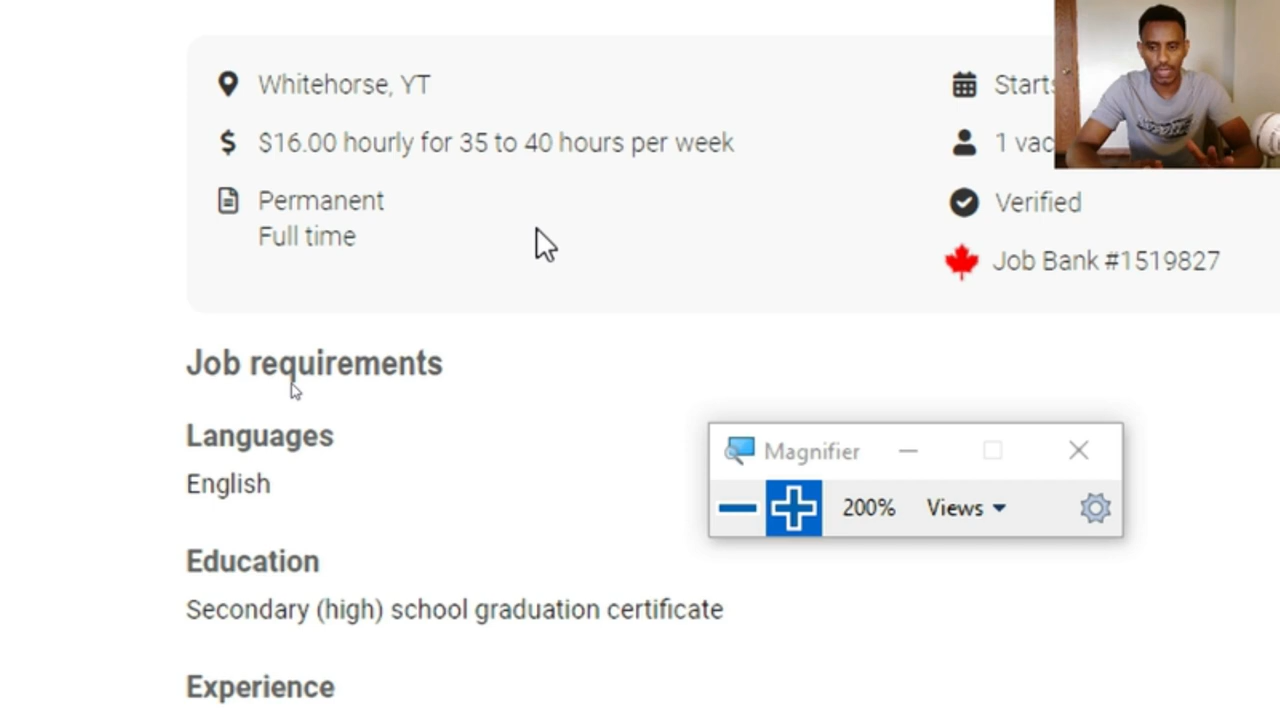 Whitehorse, YT
$16.00 hourly for 35 to 40 hours per week
Permanent
Full time
1
Verified
Job Bank #1519827
Job requirements
Languages
English
Education
Secondary (high) school graduation certificate
Experience
Magnifier
200% Views